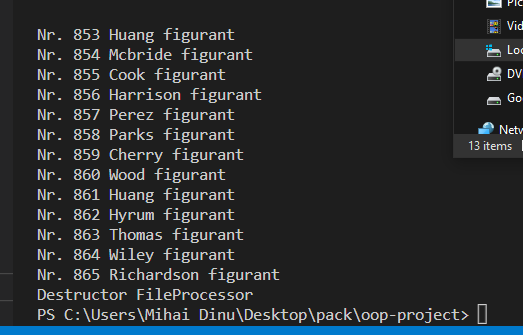 Nr. 853 Huang figurant
Nr. 854 Mcbride figurant
Nr. 855 Cook figurant
Nr. 856 Harrison figurant
Nr. 857 Perez figurant
Nr. 858 Parks figurant
Nr. 859 Cherry figurant
Nr. 860 Wood figurant
Nr. 861 Huang figurant
Nr. 862 Hyrum figurant
Nr. 863 Thomas figurant
Nr. 864 Wiley figurant
Nr. 865 Richardson figurant
Destructor FileProcessor
PS C:\Users\Mihai Dinu\Desktop\pack\oop-project>
Pic
Vid
Loc
DV
Go
Netw
13 items